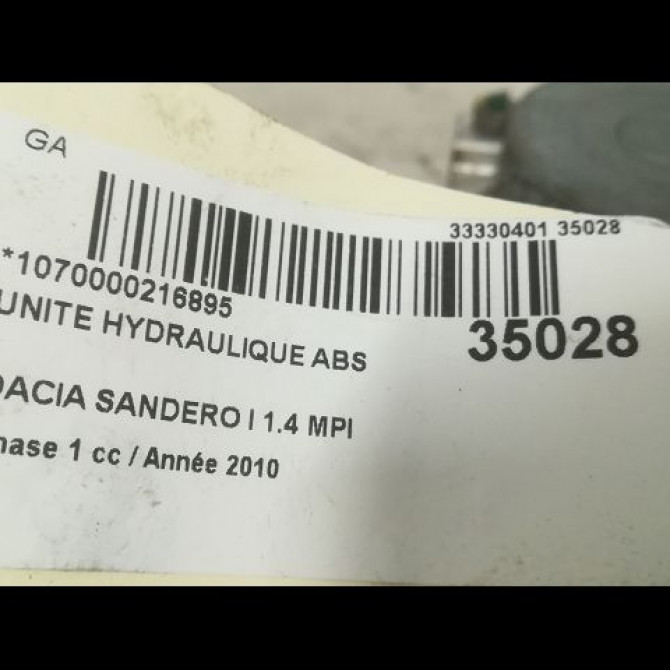 GA
33330401 35028
*1070000216895
35028
UNITE HYDRAULIQUE ABS
DACIA SANDERO I 1.4 MPI
hase 1 cc / Année 2010